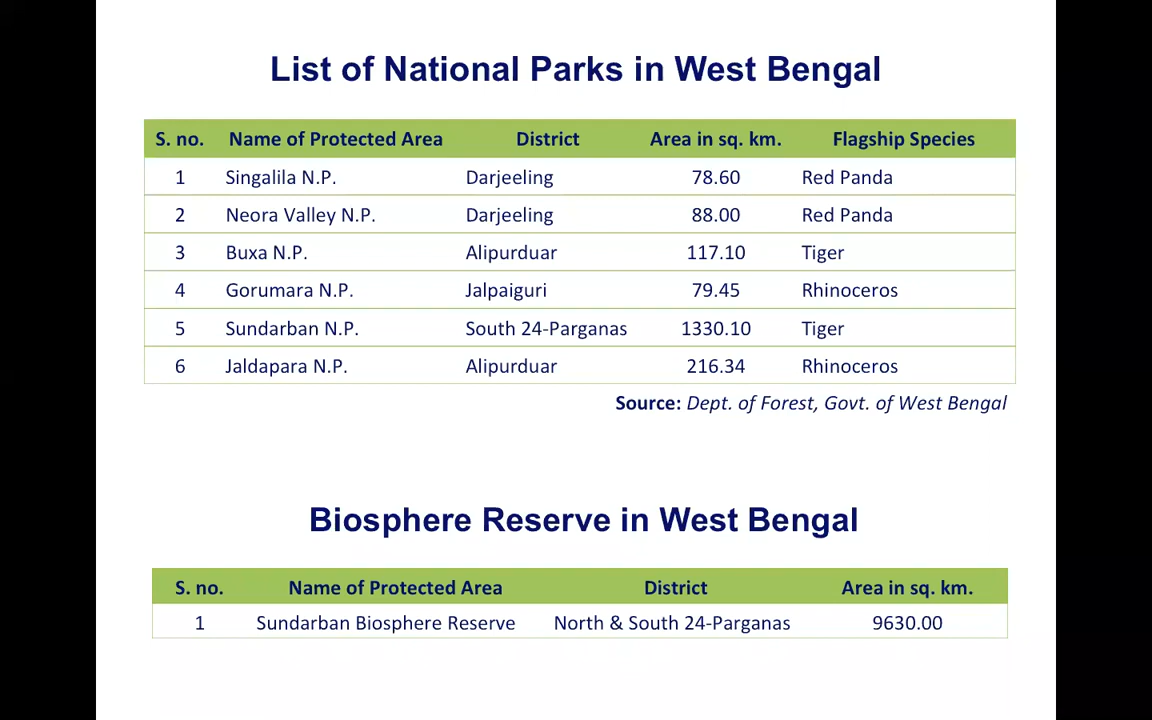 List of National Parks in West Bengal
S. no. Name of Protected Area District Area in sq. km. Flagship Species
1 Singalila N.P. Darjeeling 78.60 Red Panda
2 Neora Valley N.P. Darjeeling 88.00 Red Panda
3 Buxa N.P. Alipurduar 117.10 Tiger
4 Gorumara N.P. Jalpaiguri 79.45 Rhinoceros
5 Sundarban N.P. South 24-Parganas 1330.10 Tiger
6 Jaldapara N.P. Alipurduar 216.34 Rhinoceros
Source: Dept. of Forest, Govt. of West Bengal
Biosphere Reserve in West Bengal
S. no. Name of Protected Area District Area in sq. km.
1 Sundarban Biosphere Reserve North & South 24-Parganas 9630.00